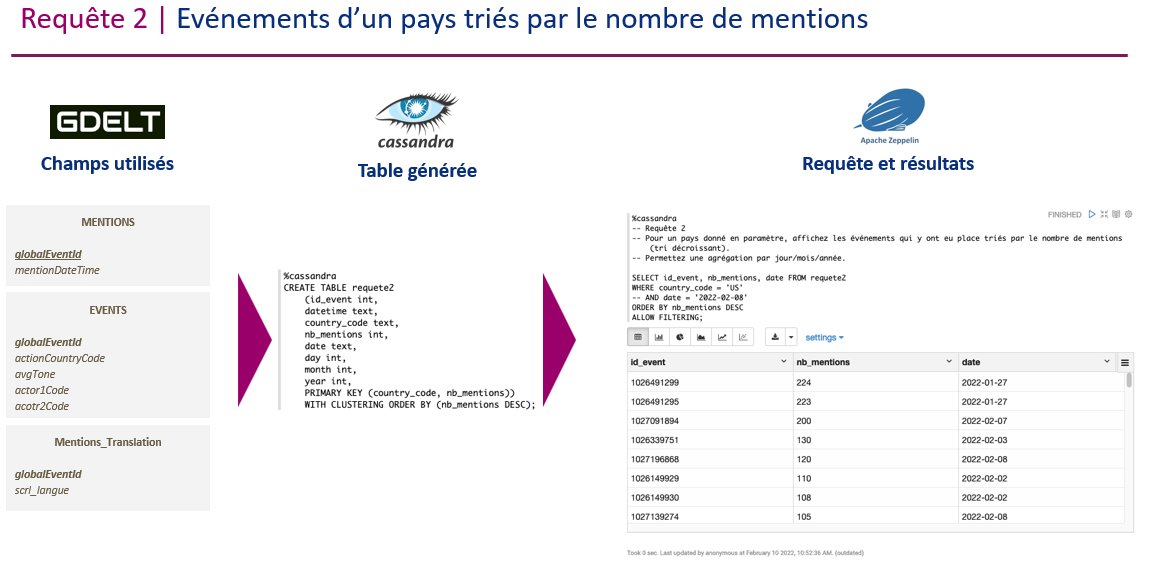 Requête 2 | Evénements d’un pays triés par le nombre de mentions
GDELT
Champs utilisés
cassandra
Table générée
Apache Zeppelin
Requête et résultats
MENTIONS
globalEventId
mentionDateTime
EVENTS
globalEventId
actionCountryCode
avgTone
actor1Code
acotr2Code
Mentions_Translation
globalEventId
scrl_langue
%cassandra
CREATE TABLE requete2
(id_event int,
datetime text,
country_code text,
nb_mentions int,
date text,
day int,
month int,
year int,
PRIMARY KEY (country_code, nb_mentions))
WITH CLUSTERING ORDER BY (nb_mentions DESC);
FINISHED
%cassandra
-- Requête 2
-- Pour un pays donné en paramètre, affichez les événements qui y ont eu place triés par le nombre de mentions
(tri décroissant).
-- Permettez une agrégation par jour/mois/année.
SELECT id_event, nb_mentions, date FROM requete2
WHERE country_code = 'US'
-- AND date = '2022-02-08'
ORDER BY nb_mentions DESC
ALLOW FILTERING;
settings
id_event nb_mentions date
1026491299 224 2022-01-27
1026491295 223 2022-01-27
1027091894 200 2022-02-07
1026339751 130 2022-02-03
1027196868 120 2022-02-08
1026149929 110 2022-02-02
1026149930 108 2022-02-02
1027139274 105 2022-02-08
Took 0 sec. Last updated by anonymous at February 10 2022, 10:52:36 AM. (outdated)